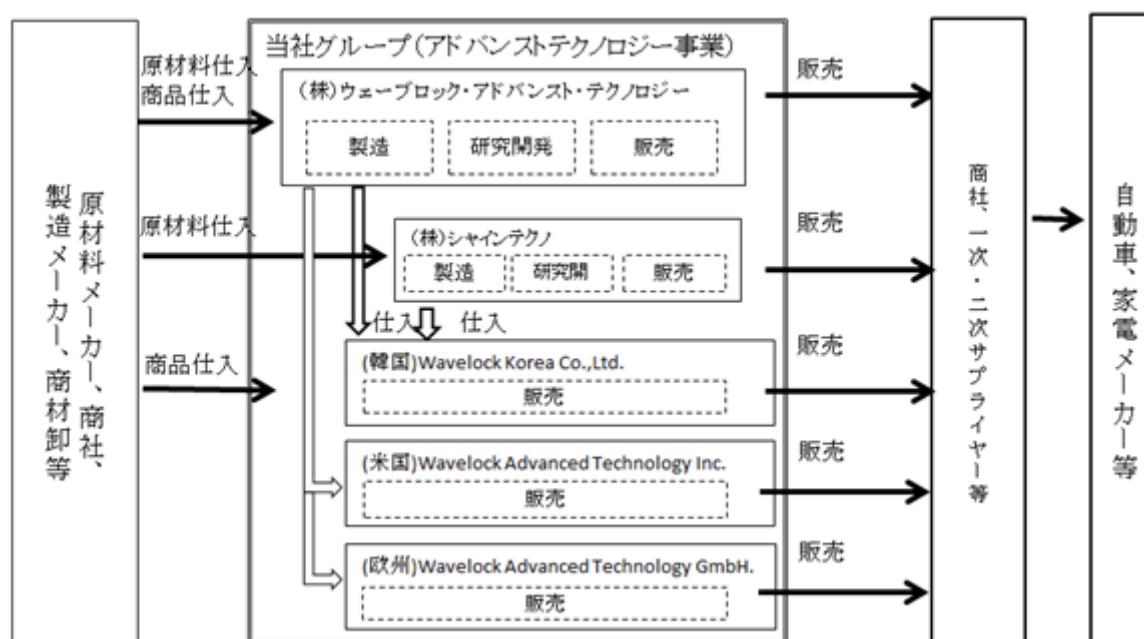 原材料メーカー、商社、
製造メーカー、商材卸等
原材料仕入
商品仕入
原材料仕入
商品仕入
当社グループ(アドバンストテクノロジー事業)
(株)ウェーブロック・アドバンスト・テクノロジー
製造
研究開発
販売
(株)シャインテクノ
製造
研究開
販売
仕入
仕入
(韓国)Wavelock Korea Co.,Ltd.
販売
(米国)Wavelock Advanced Technology Inc.
販売
(欧州)Wavelock Advanced Technology GmbH.
販売
販売
販売
販売
販売
販売
商社、一次・二次サプライヤー等
自動車、家電メーカー等